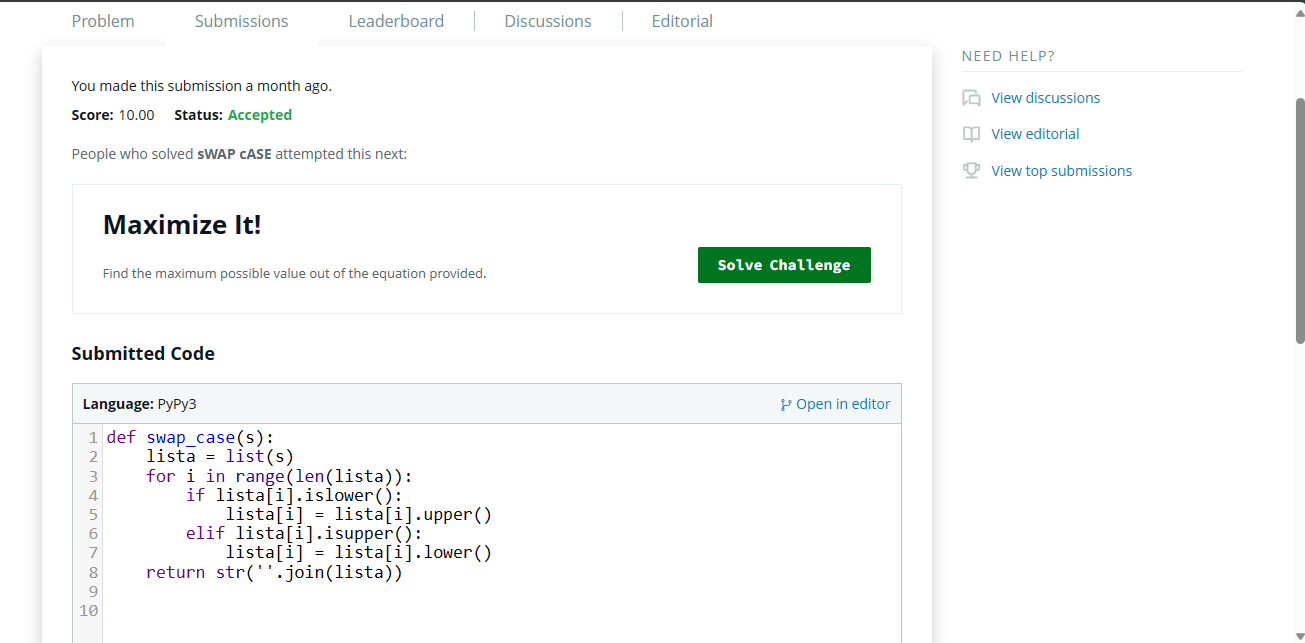 Problem Submissions Leaderboard Discussions Editorial
You made this submission a month ago.
Score: 10.00 Status: Accepted
People who solved sWAP cASE attempted this next:
Maximize It!
Find the maximum possible value out of the equation provided.
Solve Challenge
Submitted Code
Language: PyPy3
Open in editor
1 def swap_case(s):
2     lista = list(s)
3     for i in range(len(lista)):
4         if lista[i].islower():
5             lista[i] = lista[i].upper()
6         elif lista[i].isupper():
7             lista[i] = lista[i].lower()
8     return str(''.join(lista))
9
10
NEED HELP?
View discussions
View editorial
View top submissions